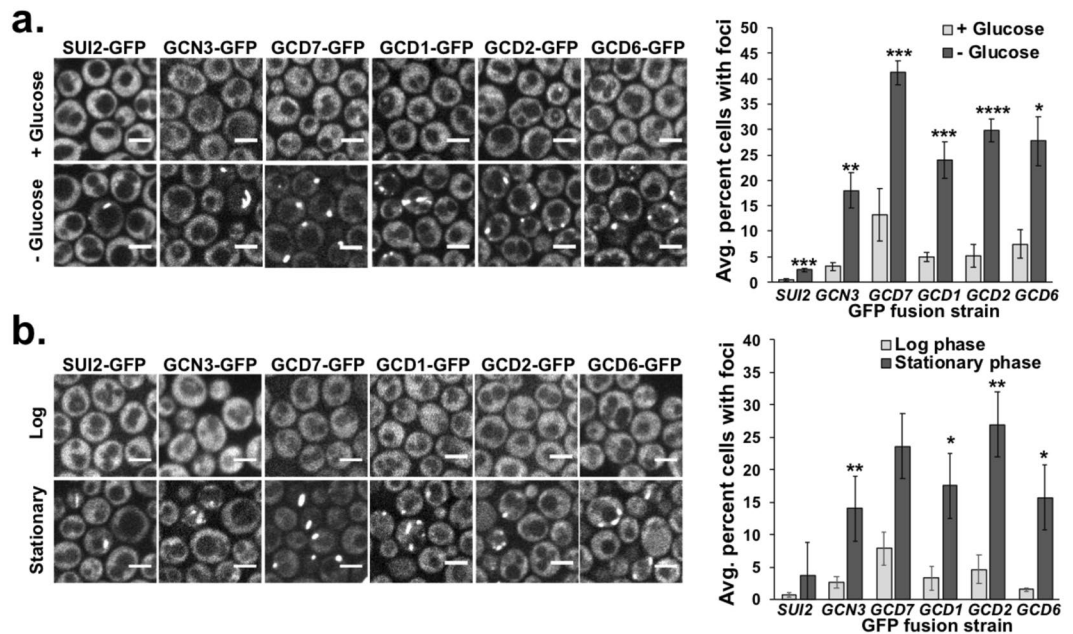 a.
SUI2-GFP GCN3-GFP GCD7-GFP GCD1-GFP GCD2-GFP GCD6-GFP
+ Glucose
- Glucose
Avg. percent cells with foci
50
45
40
35
30
25
20
15
10
5
0
+ Glucose
- Glucose
*** ** *** *** **** *
SUI2 GCN3 GCD7 GCD1 GCD2 GCD6
GFP fusion strain
b.
SUI2-GFP GCN3-GFP GCD7-GFP GCD1-GFP GCD2-GFP GCD6-GFP
Log
Stationary
Avg. percent cells with foci
40
35
30
25
20
15
10
5
0
Log phase
Stationary phase
** * ** *
SUI2 GCN3 GCD7 GCD1 GCD2 GCD6
GFP fusion strain